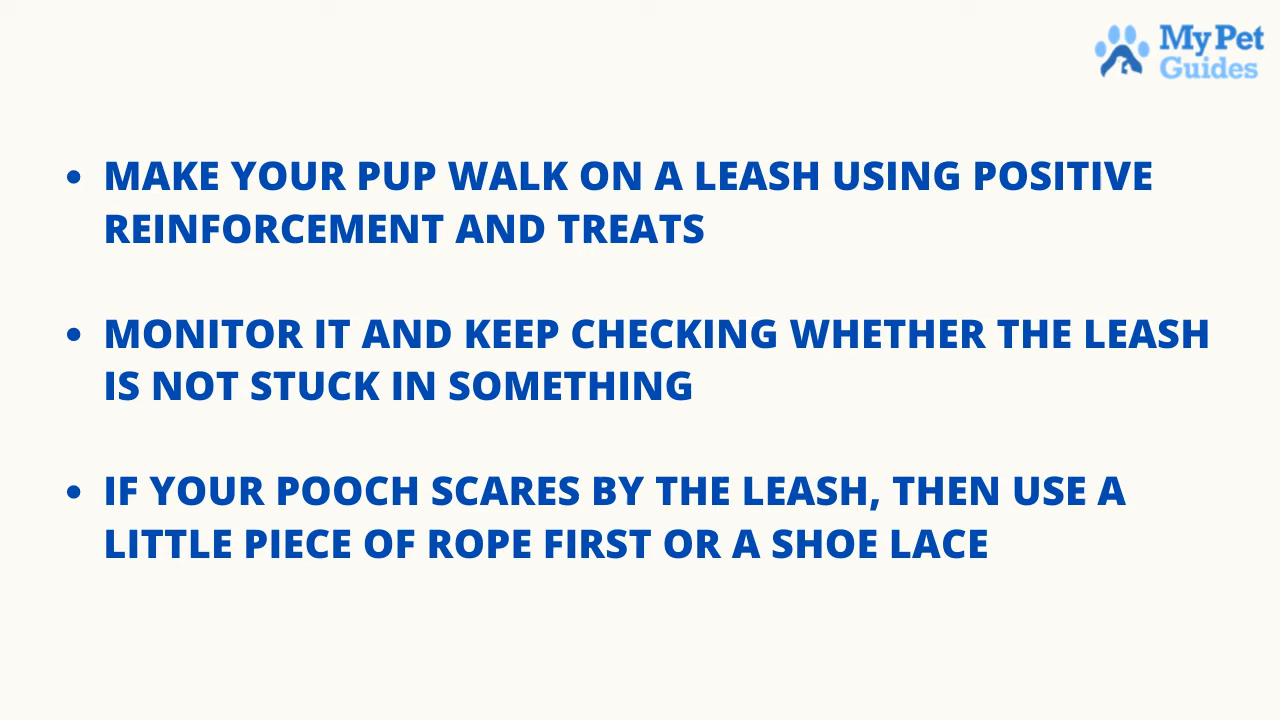 My Pet
Guides
• MAKE YOUR PUP WALK ON A LEASH USING POSITIVE
REINFORCEMENT AND TREATS
• MONITOR IT AND KEEP CHECKING WHETHER THE LEASH
IS NOT STUCK IN SOMETHING
• IF YOUR POOCH SCARES BY THE LEASH, THEN USE A
LITTLE PIECE OF ROPE FIRST OR A SHOE LACE